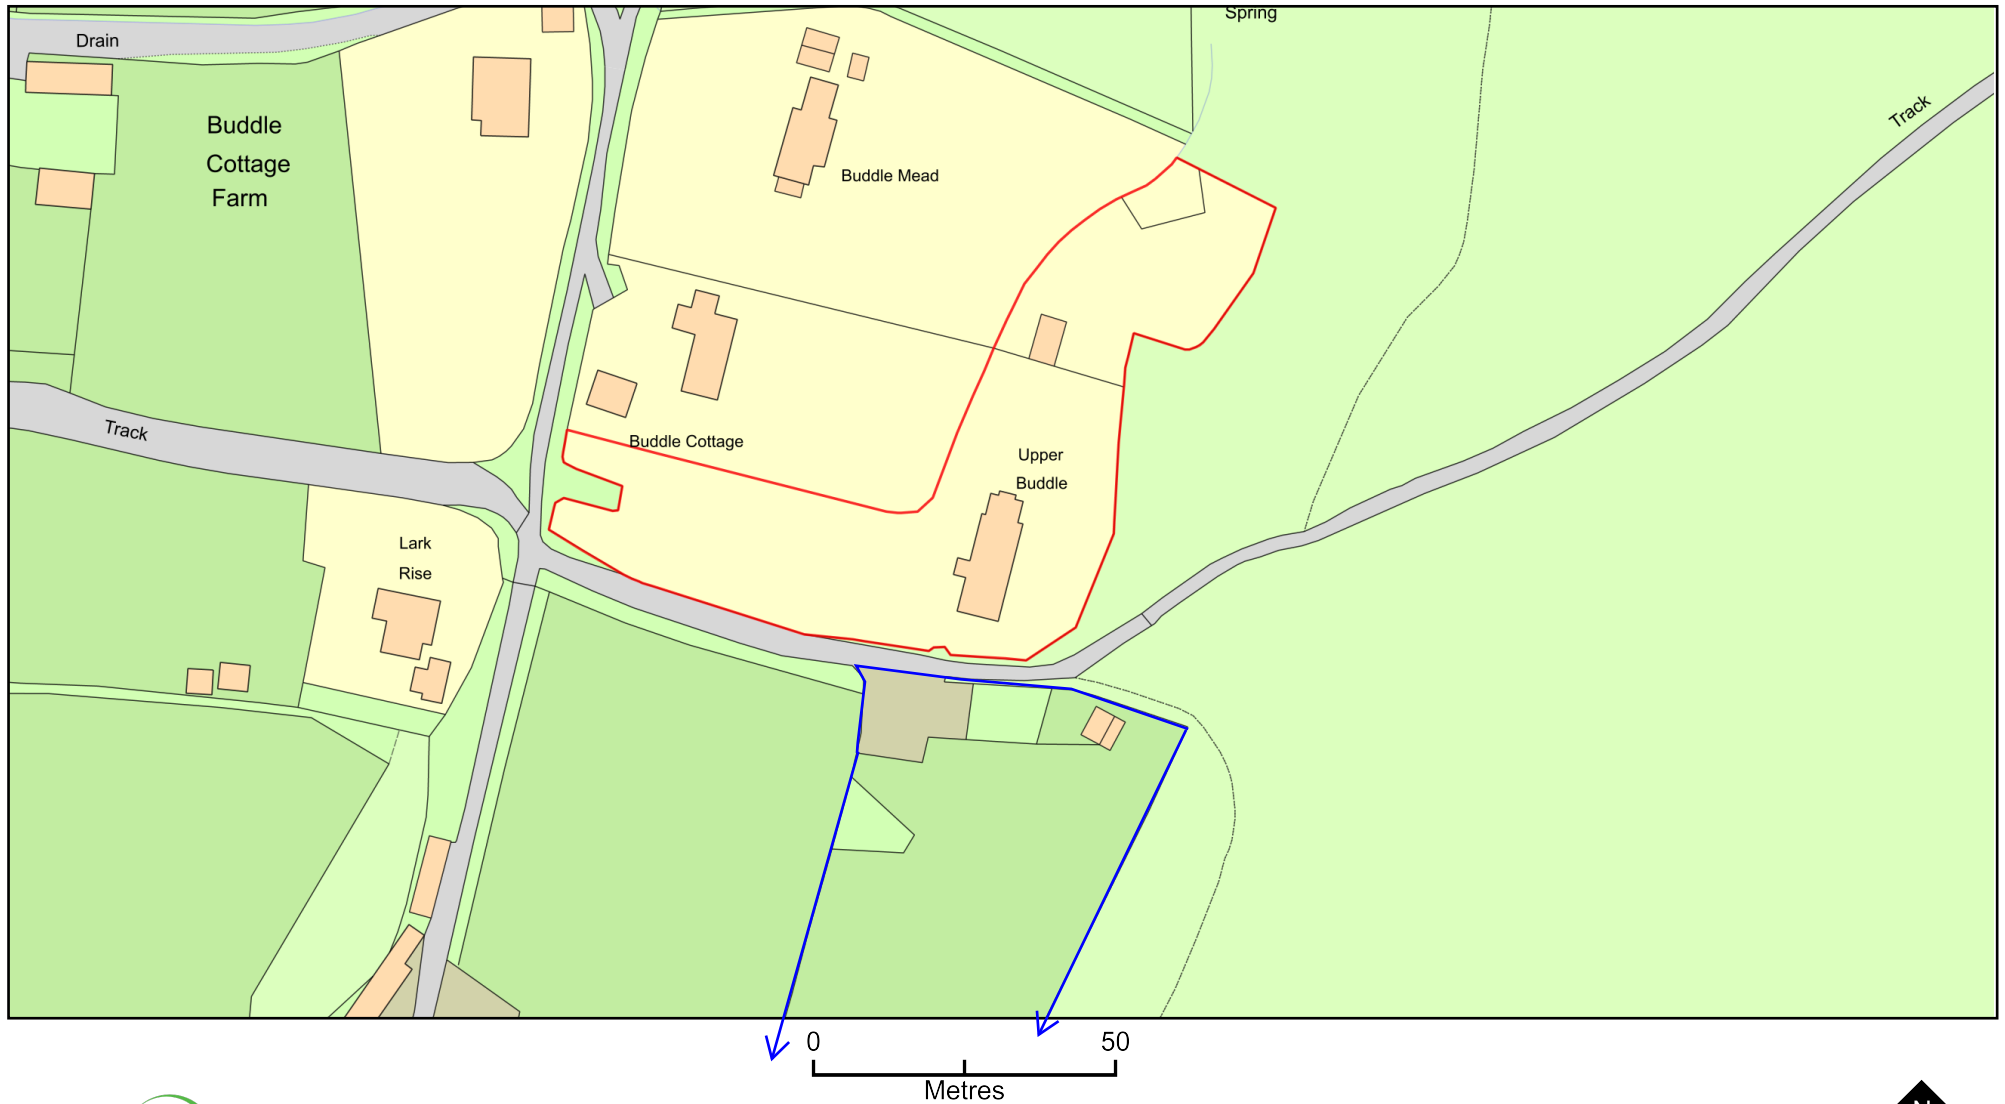 Spring
Drain
Track
Buddle
Cottage
Farm
Buddle Mead
Track
Buddle Cottage
Upper
Buddle
Lark
Rise
0 50
Metres
N